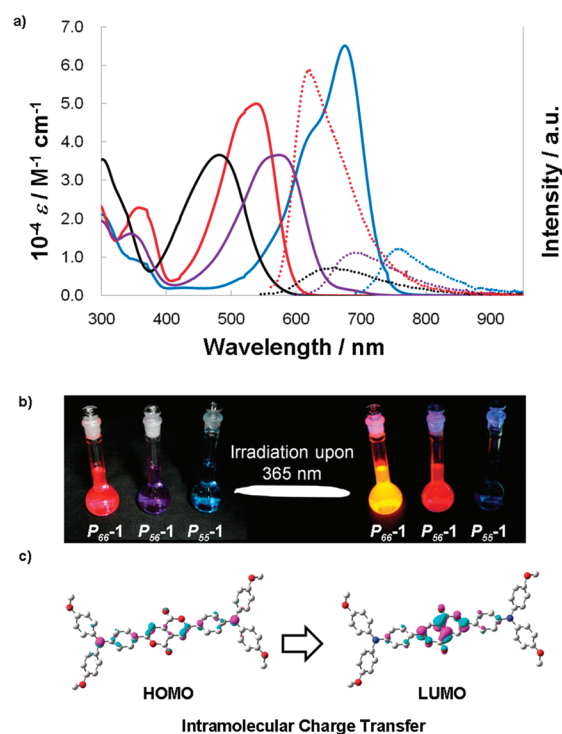 a)
7.0
6.0
5.0
4.0
3.0
2.0
1.0
0.0
10⁻⁴ ε / M⁻¹ cm⁻¹
Intensity / a.u.
300 400 500 600 700 800 900
Wavelength / nm
b)
Irradiation upon
365 nm
P₆₆-1 P₅₆-1 P₅₅-1 P₆₆-1 P₅₆-1 P₅₅-1
c)
HOMO LUMO
Intramolecular Charge Transfer